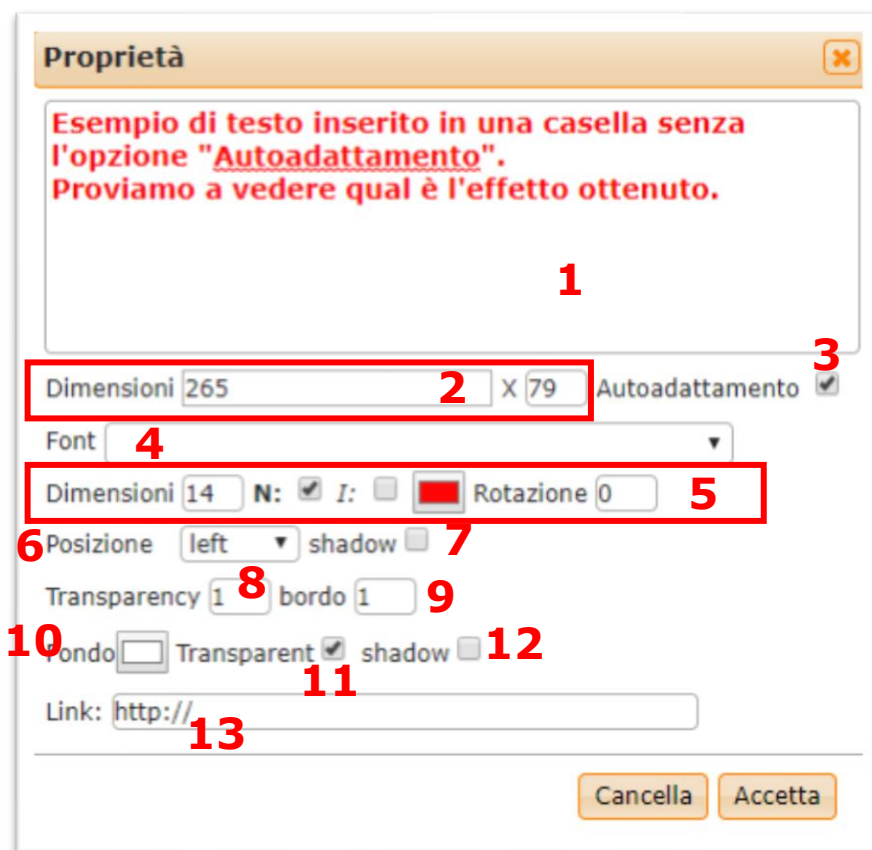 Proprietà
Esempio di testo inserito in una casella senza
l'opzione "Autoadattamento".
Proviamo a vedere qual è l'effetto ottenuto.
1
3
Dimensioni 265 2 X 79 Autoadattamento
Font 4
Dimensioni 14 N: I: Rotazione 0 5
6 Posizione left shadow 7
Transparency 1 8 bordo 1 9
10 Fondo Transparent shadow 12
11
Link: http://
13
Cancella Accetta